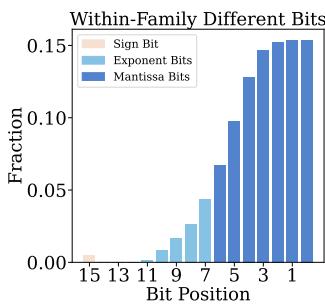 Within-Family Different Bits
Sign Bit
Exponent Bits
Mantissa Bits
Fraction
0.15
0.10
0.05
0.00
15 13 11 9 7 5 3 1
Bit Position